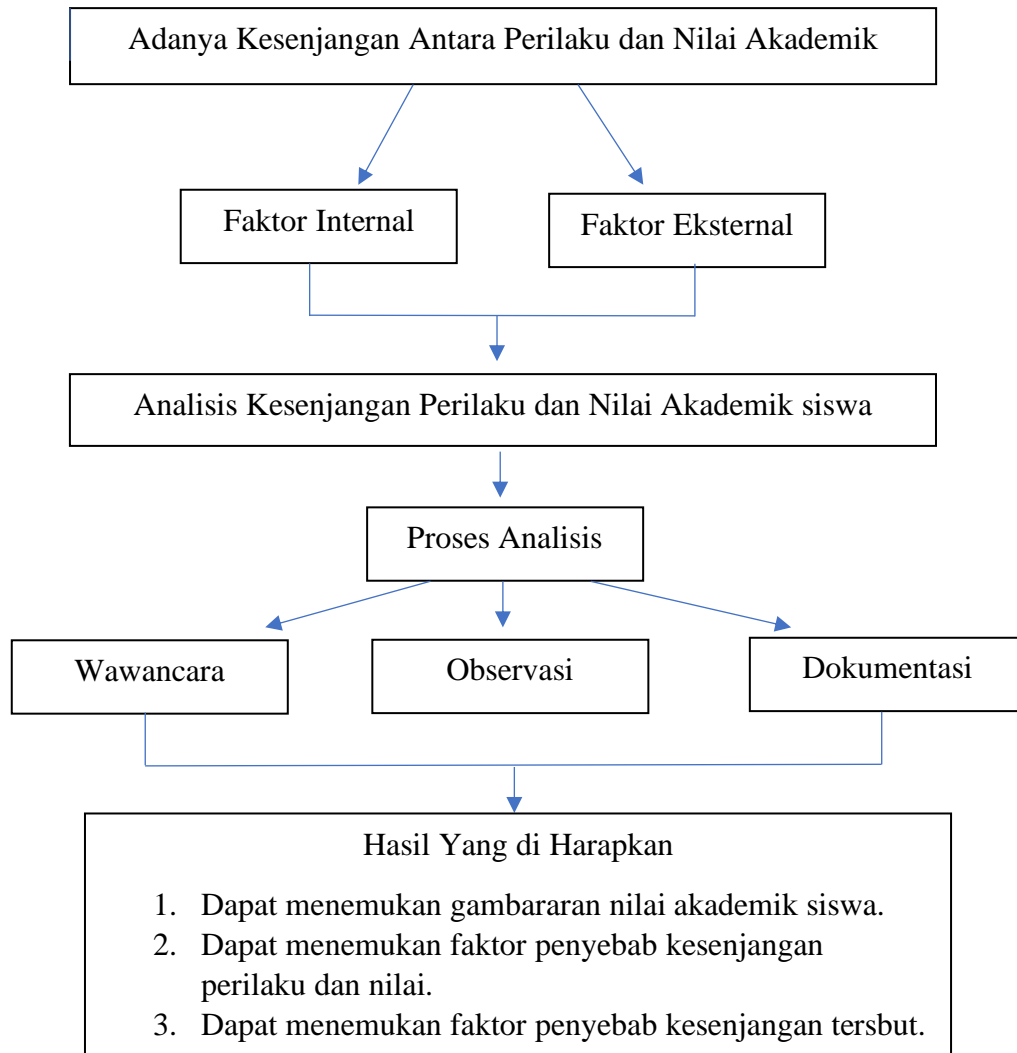 Adanya Kesenjangan Antara Perilaku dan Nilai Akademik
Faktor Internal
Faktor Eksternal
Analisis Kesenjangan Perilaku dan Nilai Akademik siswa
Proses Analisis
Wawancara
Observasi
Dokumentasi
Hasil Yang di Harapkan
1. Dapat menemukan gambararan nilai akademik siswa.
2. Dapat menemukan faktor penyebab kesenjangan
perilaku dan nilai.
3. Dapat menemukan faktor penyebab kesenjangan tersbut.